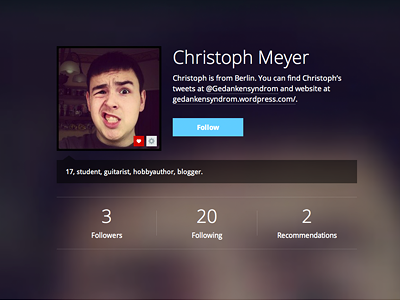 Christoph Meyer
Christoph is from Berlin. You can find Christoph's
tweets at @Gedankensyndrom and website at
gedankensyndrom.wordpress.com/.
Follow
17, student, guitarist, hobbyauthor, blogger.
3
Followers
20
Following
2
Recommendations